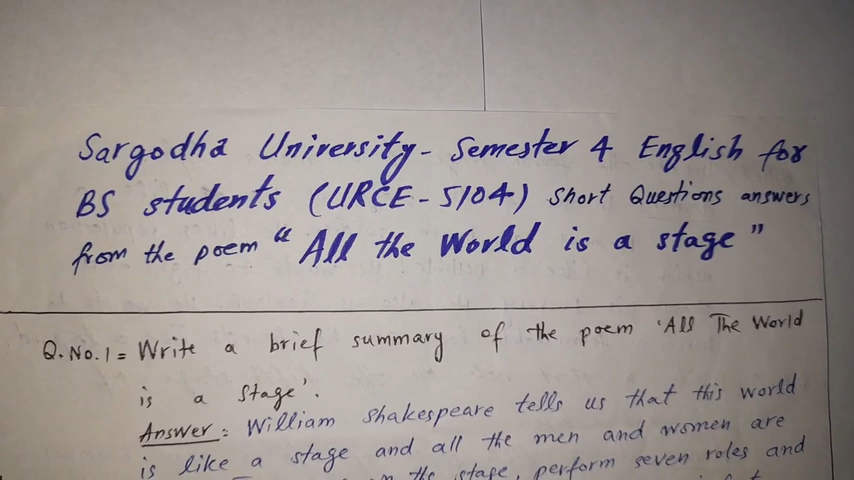 Sargodha University - Semester 4 English for
BS students (URCE - 5104) Short Questions answers
from the poem "All the World is a stage"
Q. No. 1 = Write a brief summary of the poem 'All The World
is a Stage'.
Answer: William Shakespeare tells us that this world
is like a stage and all the men and women are
the stage, perform seven roles and